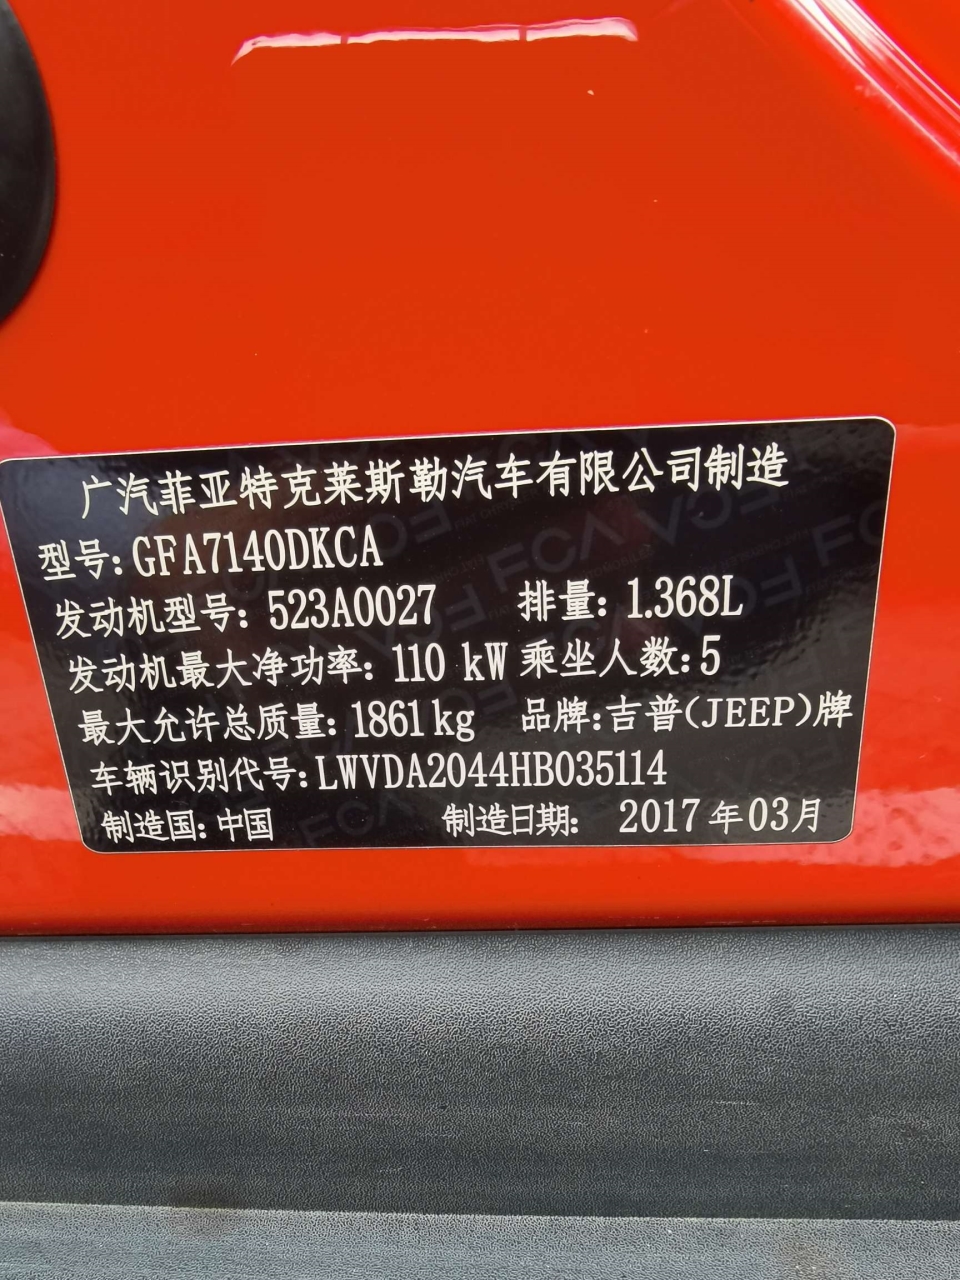 广汽菲亚特克莱斯勒汽车有限公司制造
型号: GFA7140DKCA
发动机型号: 523A0027 排量: 1.368L
发动机最大净功率: 110 kW 乘坐人数: 5
最大允许总质量: 1861kg 品牌: 吉普(JEEP)牌
车辆识别代号: LWVDA2044HB035114
制造国: 中国 制造日期: 2017年03月